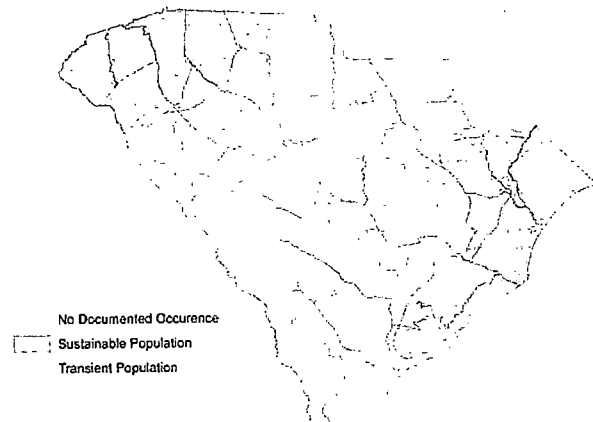 No Documented Occurence
Sustainable Population
Transient Population